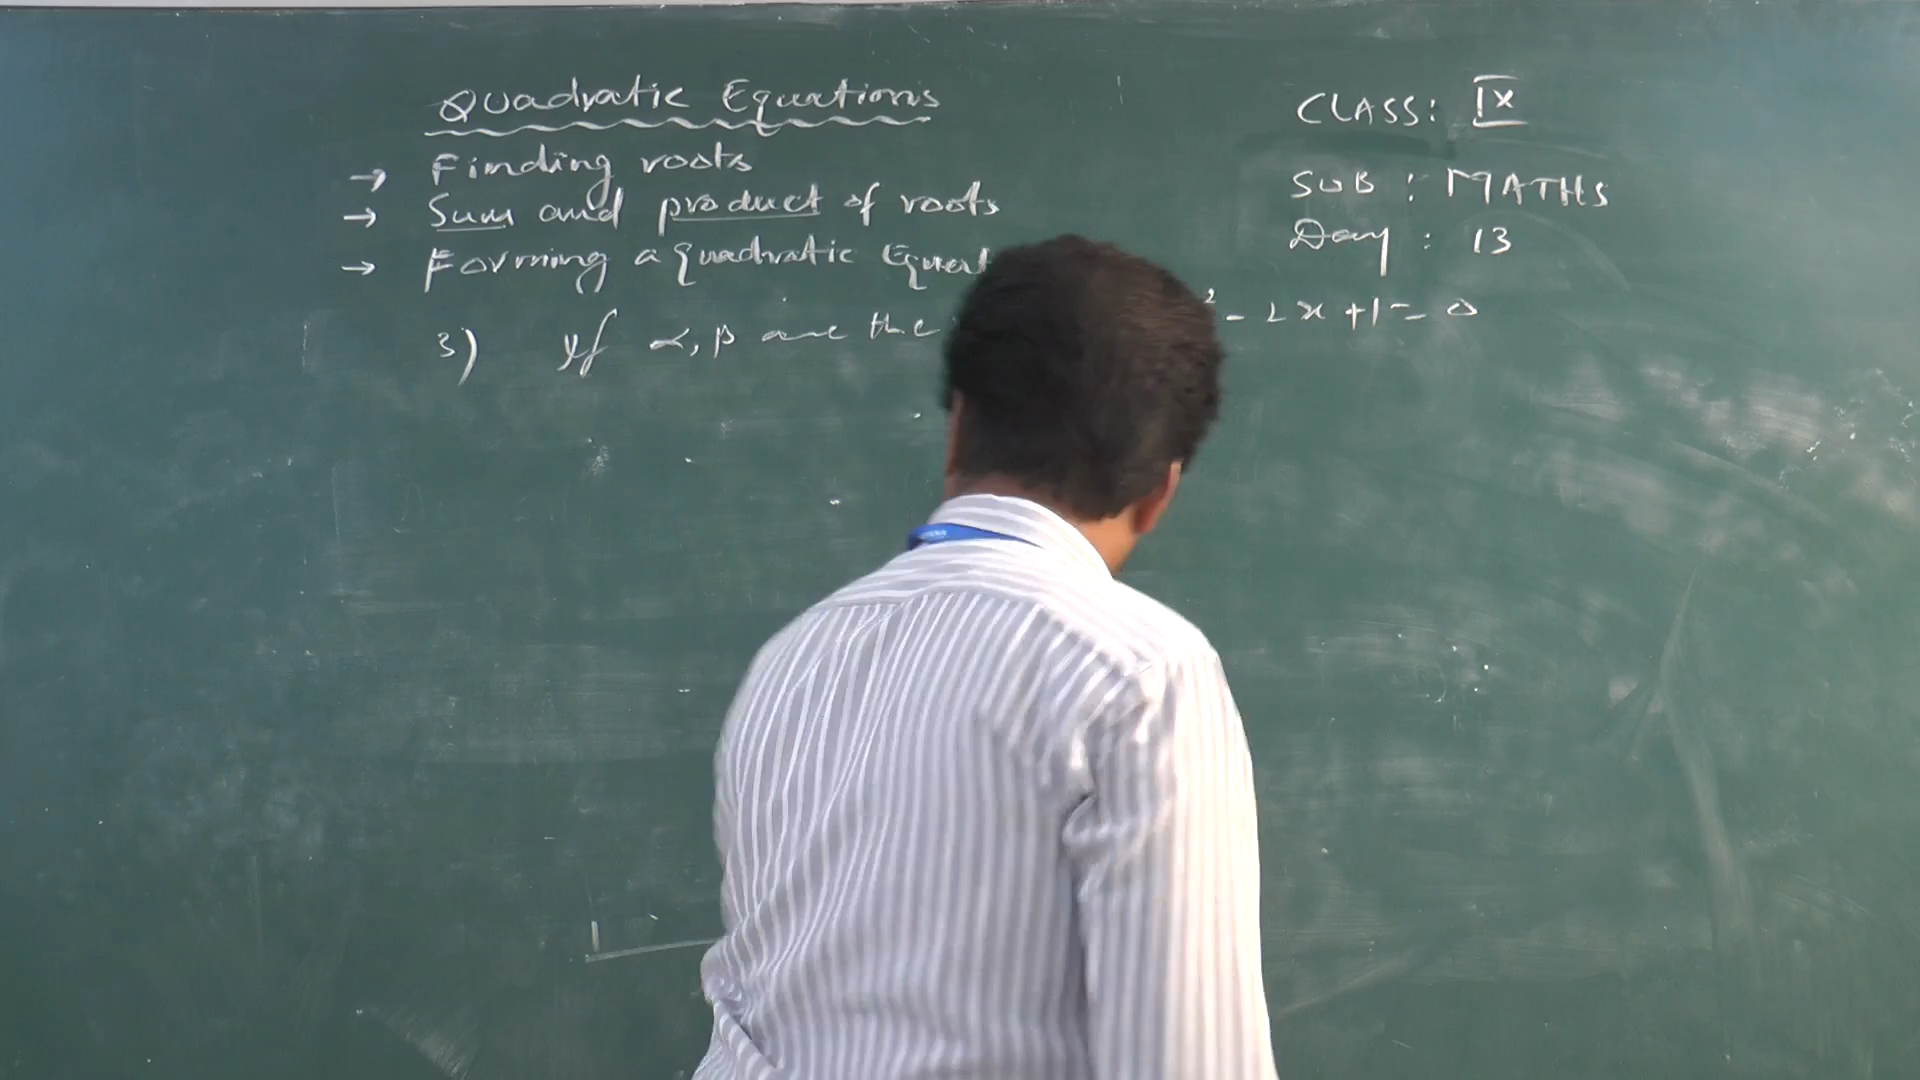 Quadratic Equations
CLASS: IX
→ Finding roots
SUB : MATHS
→ Sum and product of roots
Day : 13
→ Forming a quadratic Equat
3) If α, β are the ² - 2x + 1 = 0